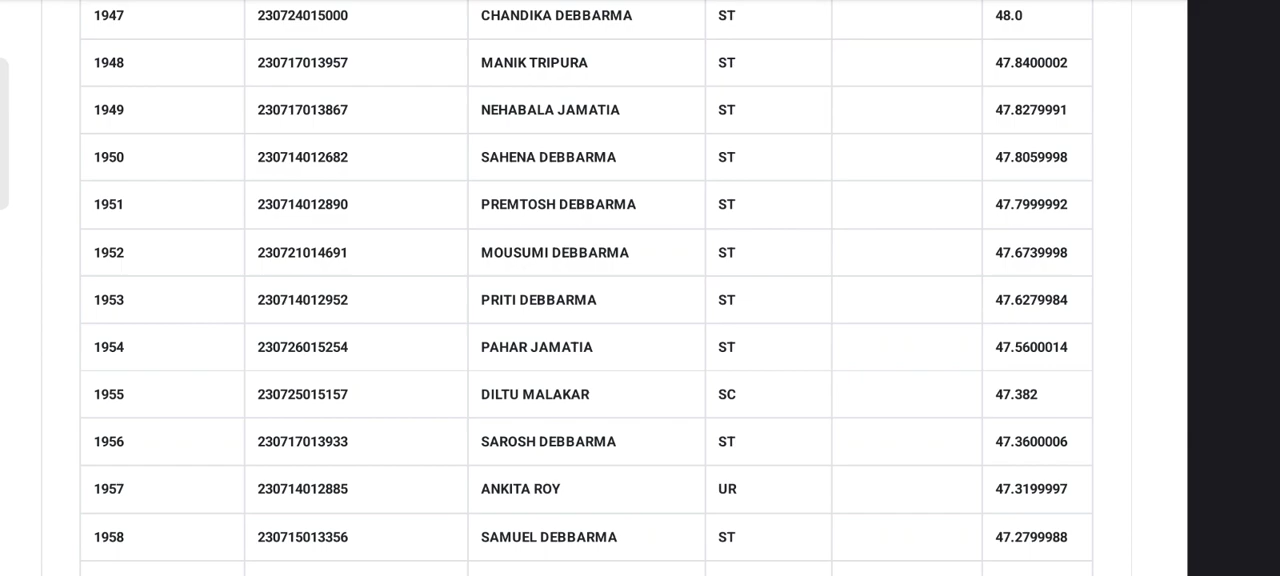 1947 230724015000 CHANDIKA DEBBARMA ST 48.0
1948 230717013957 MANIK TRIPURA ST 47.8400002
1949 230717013867 NEHABALA JAMATIA ST 47.8279991
1950 230714012682 SAHENA DEBBARMA ST 47.8059998
1951 230714012890 PREMTOSH DEBBARMA ST 47.7999992
1952 230721014691 MOUSUMI DEBBARMA ST 47.6739998
1953 230714012952 PRITI DEBBARMA ST 47.6279984
1954 230726015254 PAHAR JAMATIA ST 47.5600014
1955 230725015157 DILTU MALAKAR SC 47.382
1956 230717013933 SAROSH DEBBARMA ST 47.3600006
1957 230714012885 ANKITA ROY UR 47.3199997
1958 230715013356 SAMUEL DEBBARMA ST 47.2799988